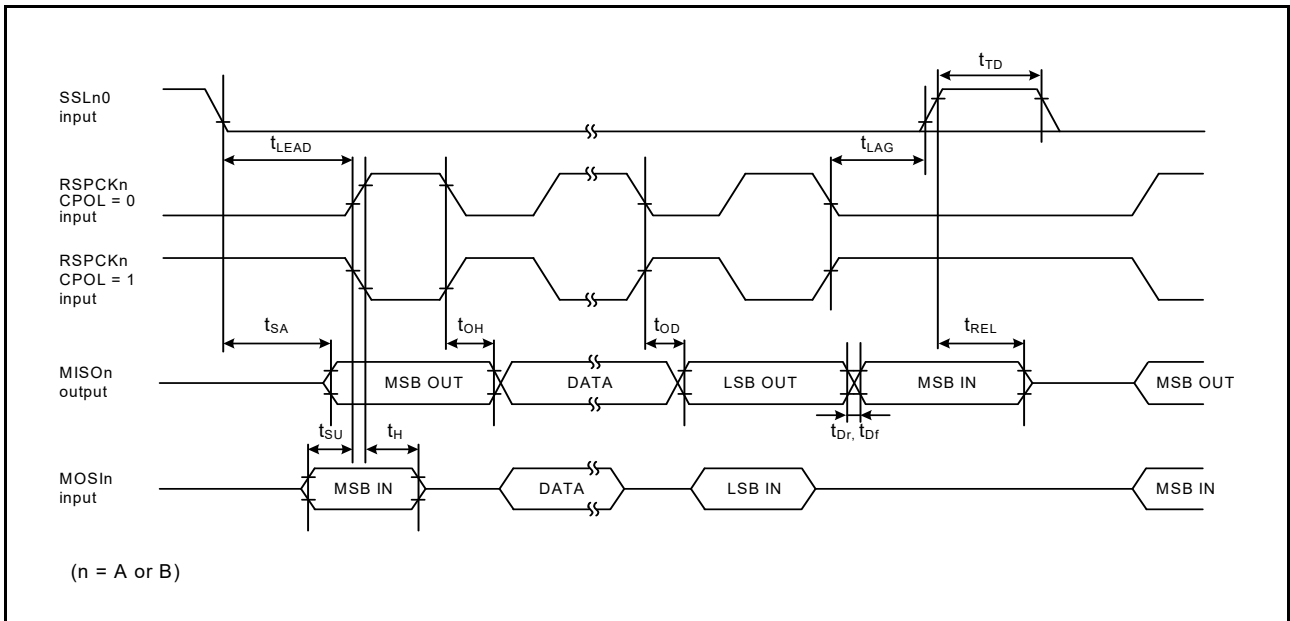 SSLn0
input
tTD
tLEAD
tLAG
RSPCKn
CPOL = 0
input
RSPCKn
CPOL = 1
input
tSA
tOH
tOD
tREL
MISOn
output
MSB OUT
DATA
LSB OUT
MSB IN
MSB OUT
tSU
tH
tDr, tDf
MOSIn
input
MSB IN
DATA
LSB IN
MSB IN
(n = A or B)